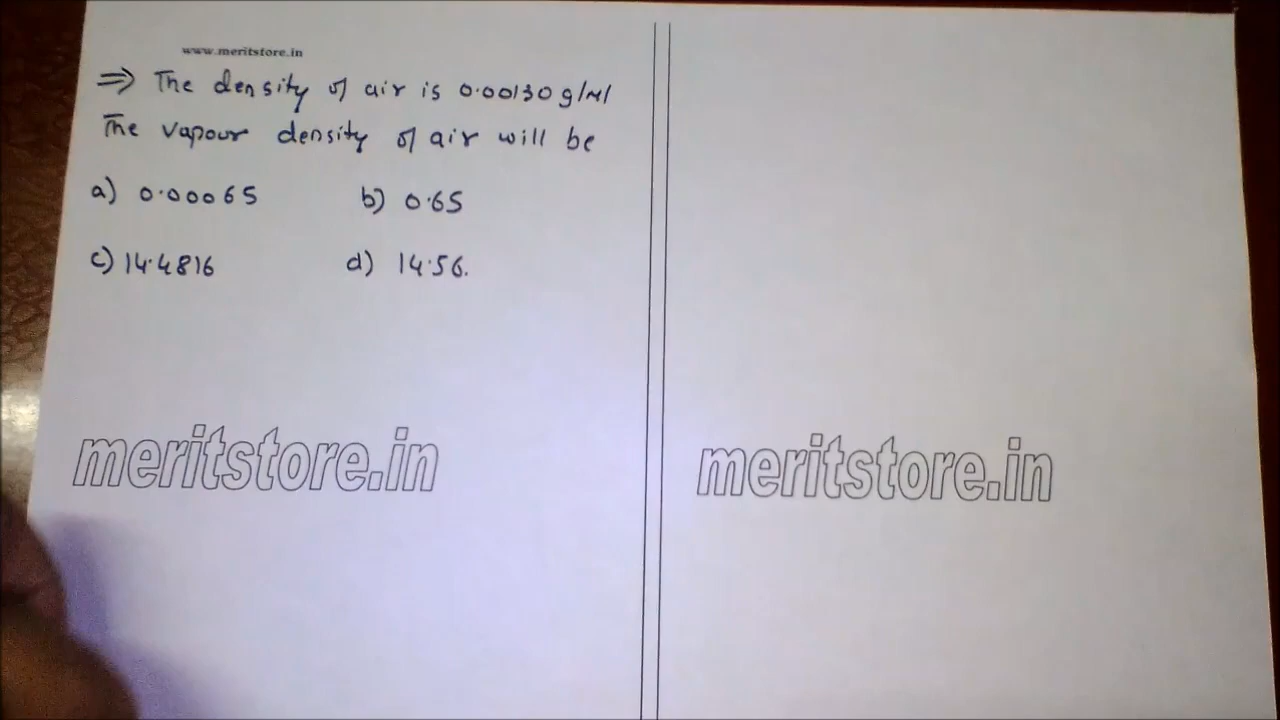 www.meritstore.in
⇒ The density of air is 0.00130 g/ml
The vapour density of air will be
a) 0.00065 b) 0.65
c) 14.4816 d) 14.56.
meritstore.in meritstore.in